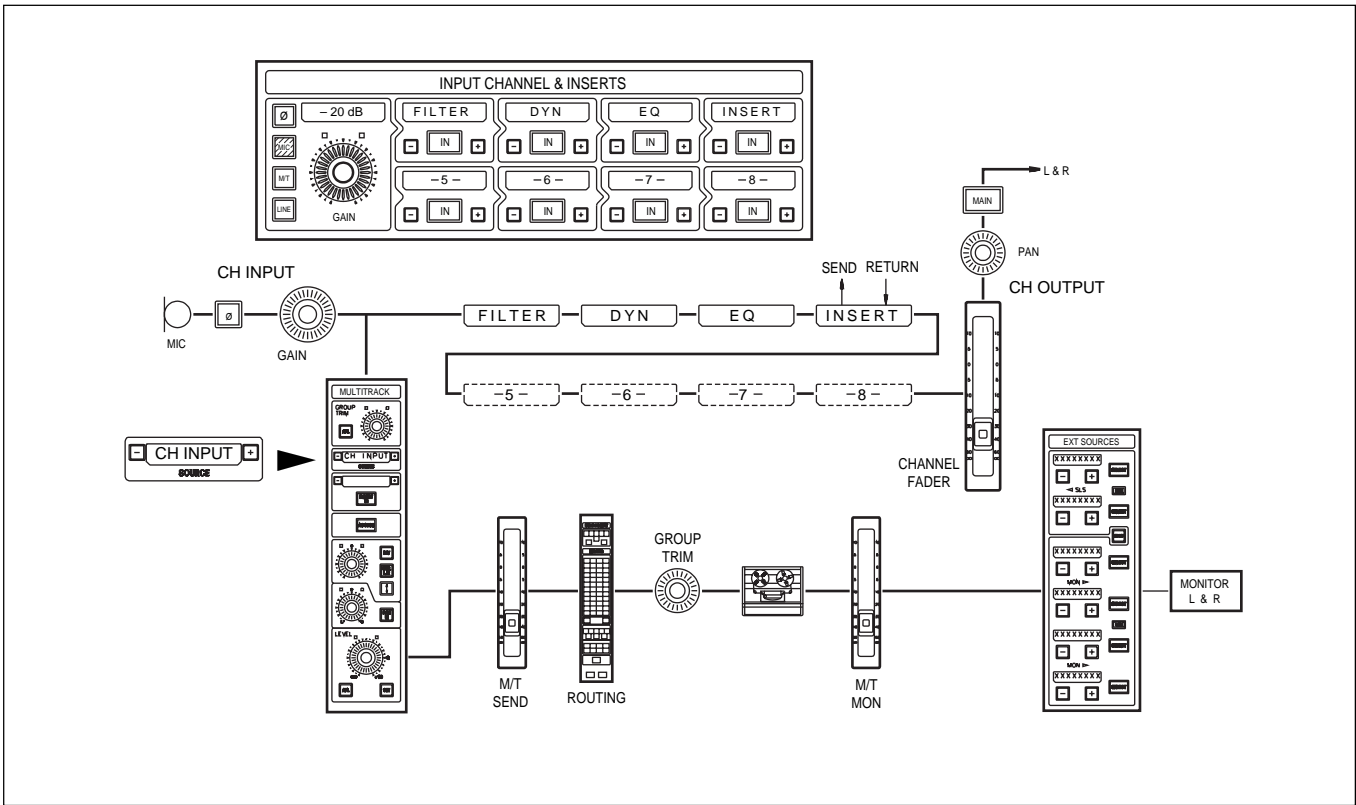 INPUT CHANNEL & INSERTS
Ø
– 20 dB
FILTER
DYN
EQ
INSERT
MIC
– IN +
– IN +
– IN +
– IN +
M/T
– 5 –
– 6 –
– 7 –
– 8 –
LINE
GAIN
– IN +
– IN +
– IN +
– IN +
L & R
MAIN
PAN
CH INPUT
SEND
RETURN
CH OUTPUT
Ø
MIC
GAIN
FILTER
DYN
EQ
INSERT
– 5 –
– 6 –
– 7 –
– 8 –
CHANNEL
FADER
MULTITRACK
GROUP
TRIM
– CH INPUT +
– +
LEVEL
– CH INPUT +
SOURCE
M/T
SEND
ROUTING
GROUP
TRIM
M/T
MON
EXT SOURCES
XXXXXXXX
– +
SLS
XXXXXXXX
– +
XXXXXXXX
– +
MON
XXXXXXXX
– +
XXXXXXXX
– +
MON
XXXXXXXX
– +
MONITOR
L & R